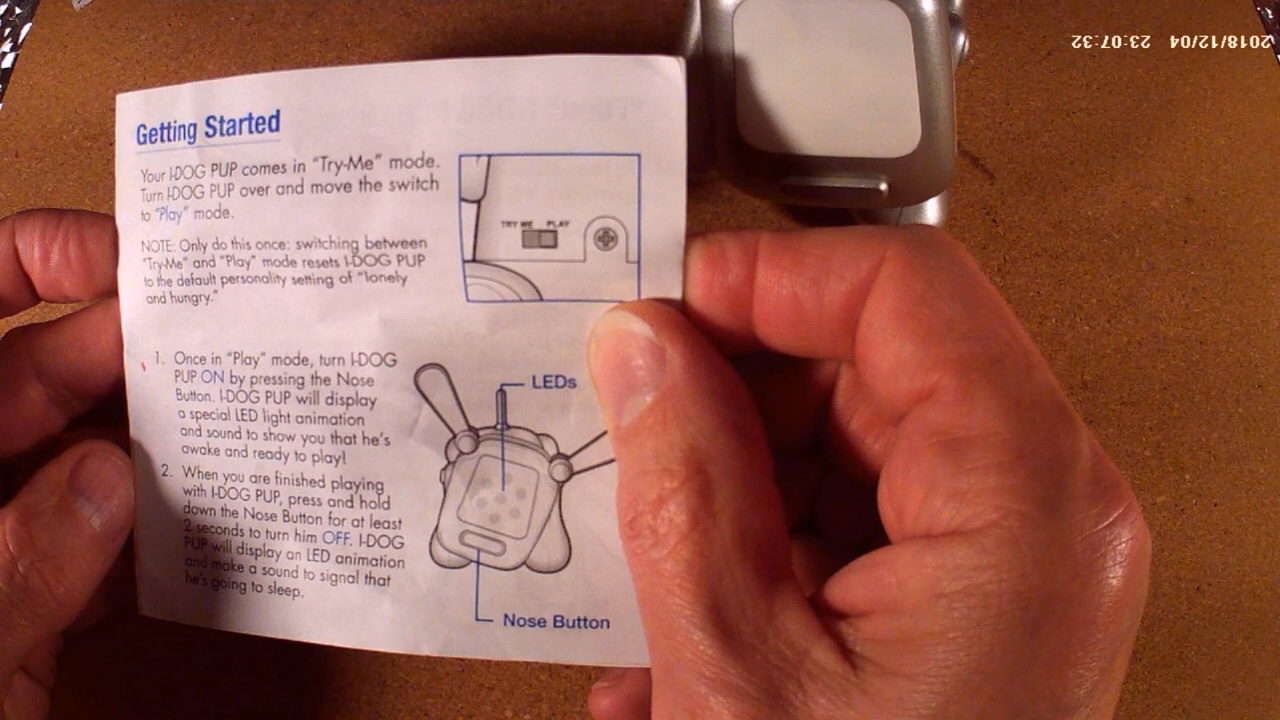 2018/12/04 23:07:32
Getting Started
Your I-DOG PUP comes in “Try-Me” mode.
Turn I-DOG PUP over and move the switch
to “Play” mode.
NOTE: Only do this once: switching between
“Try-Me” and “Play” mode resets I-DOG PUP
to the default personality setting of “lonely
and hungry.”
TRY ME PLAY
1. Once in “Play” mode, turn I-DOG
PUP ON by pressing the Nose
Button. I-DOG PUP will display
a special LED light animation
and sound to show you that he’s
awake and ready to play!
2. When you are finished playing
with I-DOG PUP, press and hold
down the Nose Button for at least
2 seconds to turn him OFF. I-DOG
PUP will display an LED animation
and make a sound to signal that
he’s going to sleep.
LEDs
Nose Button